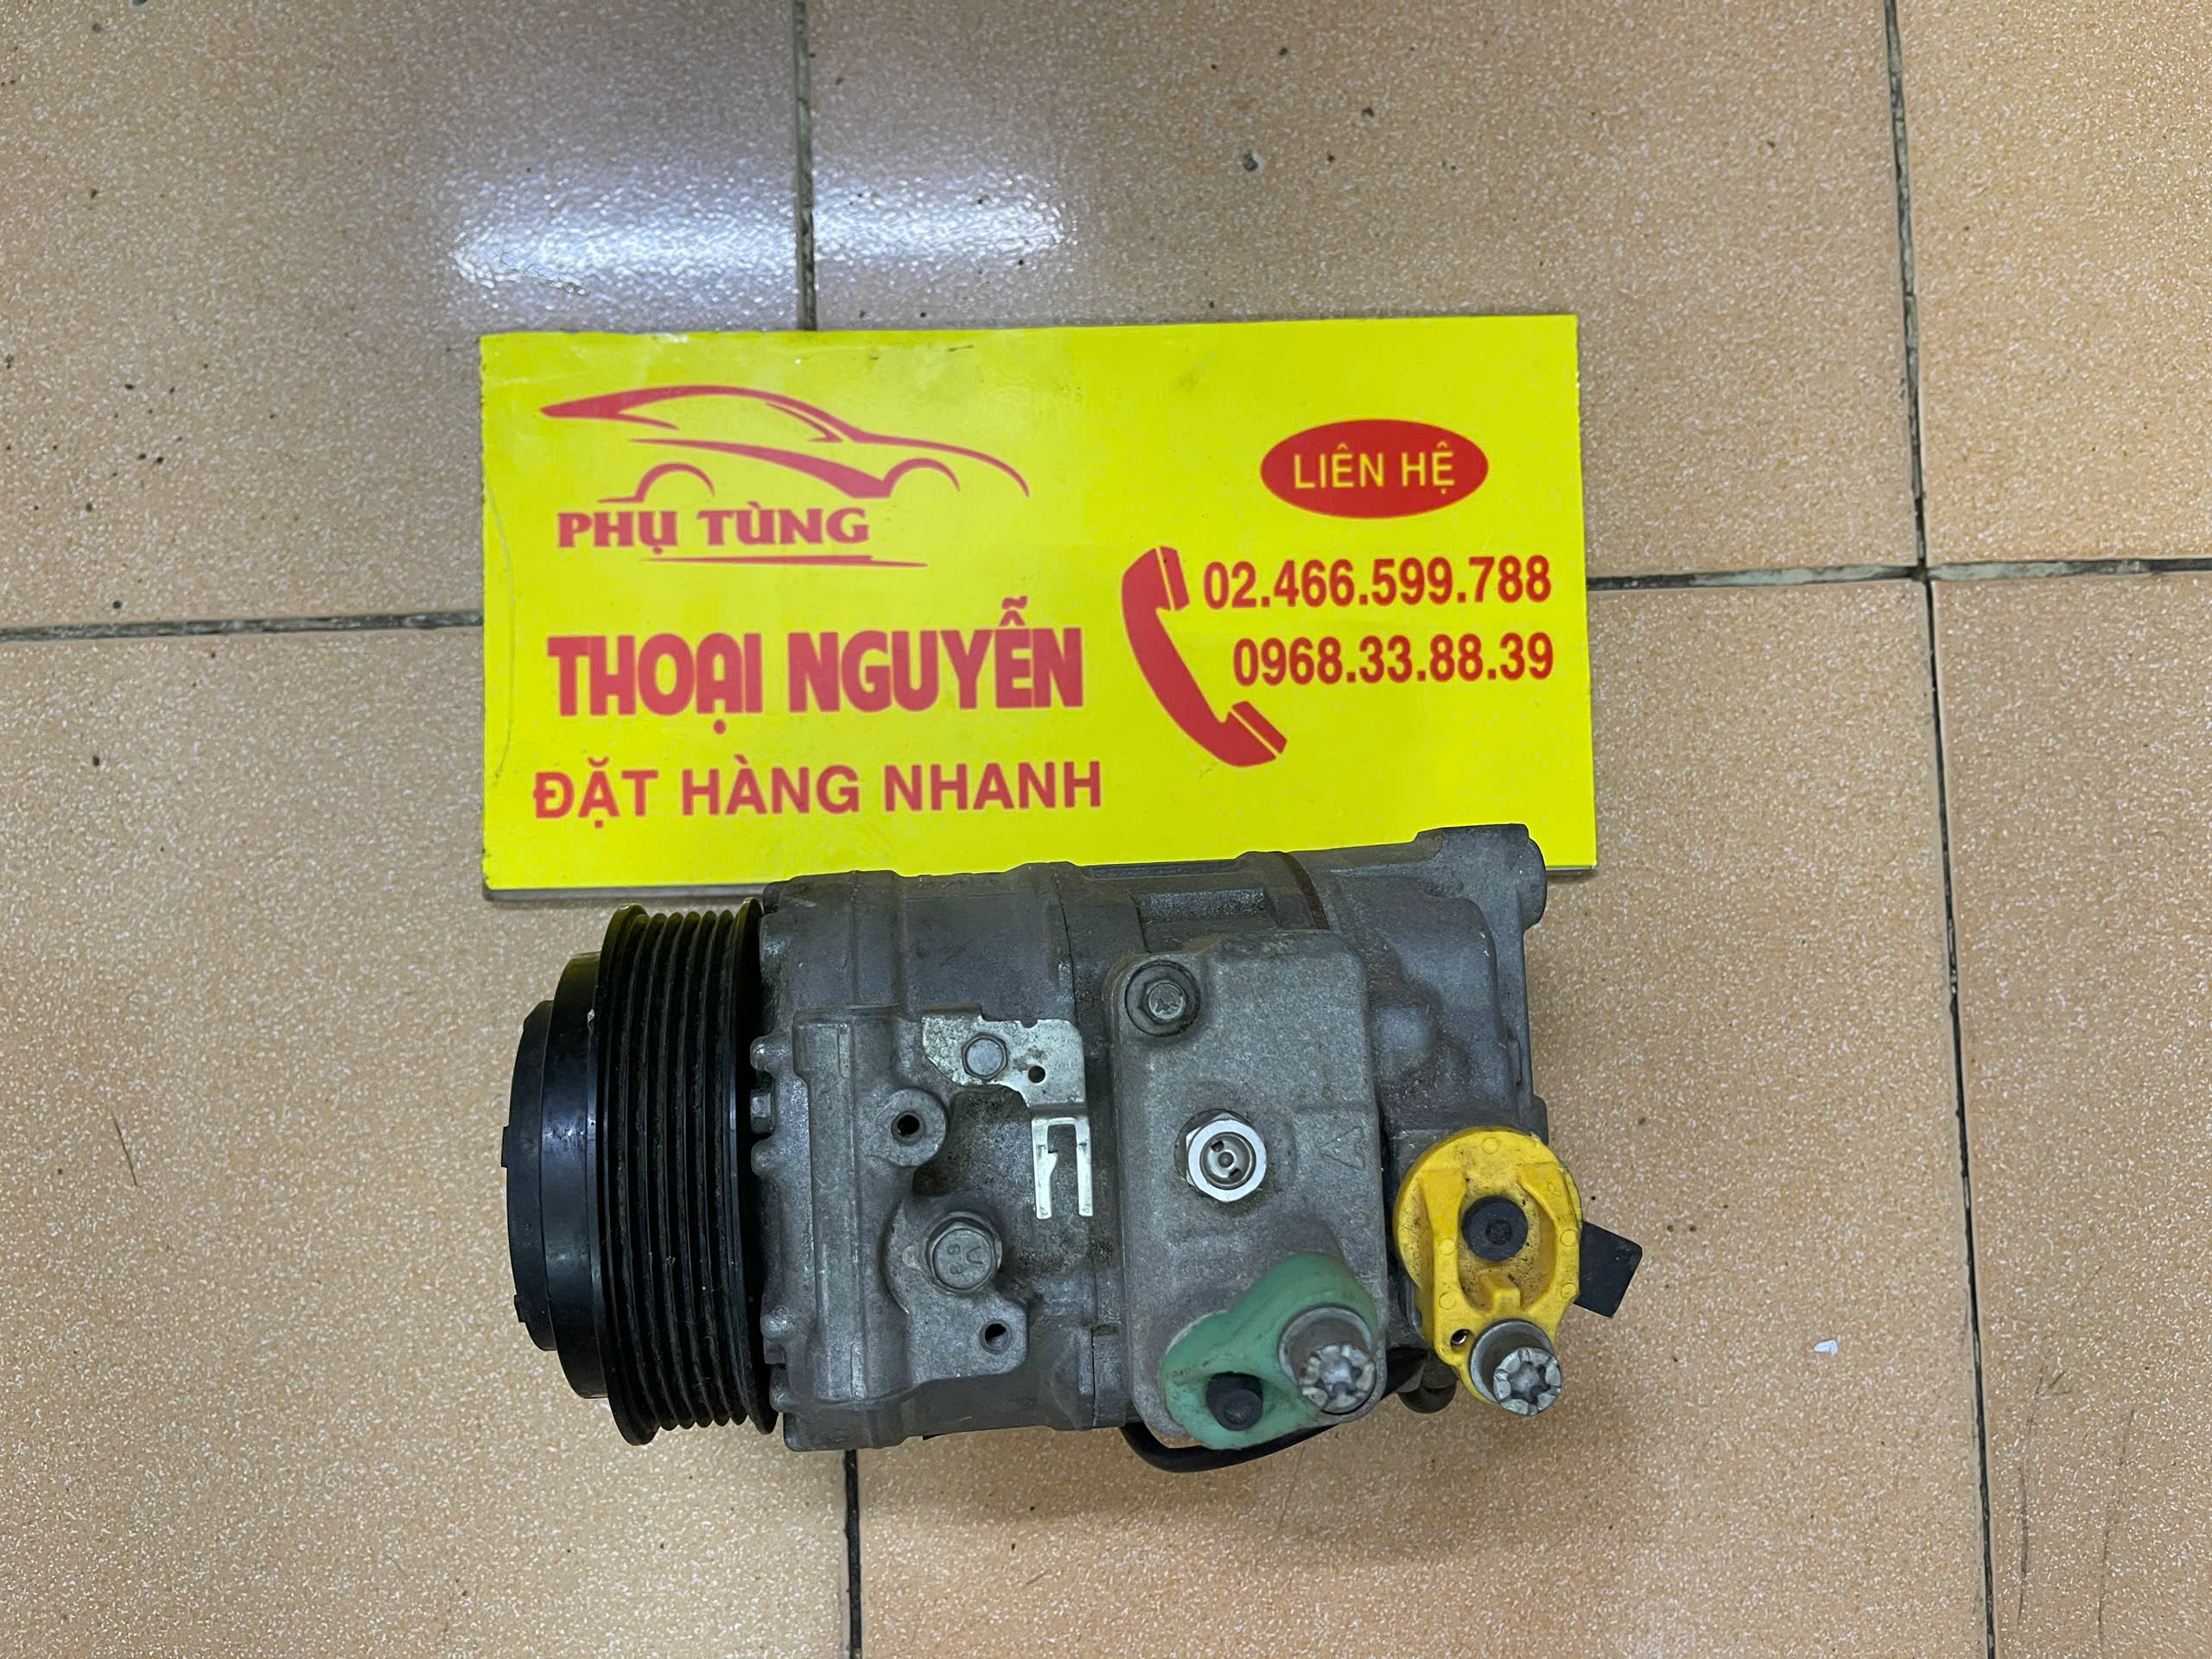 PHỤ TÙNG
THOẠI NGUYỄN
ĐẶT HÀNG NHANH
LIÊN HỆ
02.466.599.788
0968.33.88.39